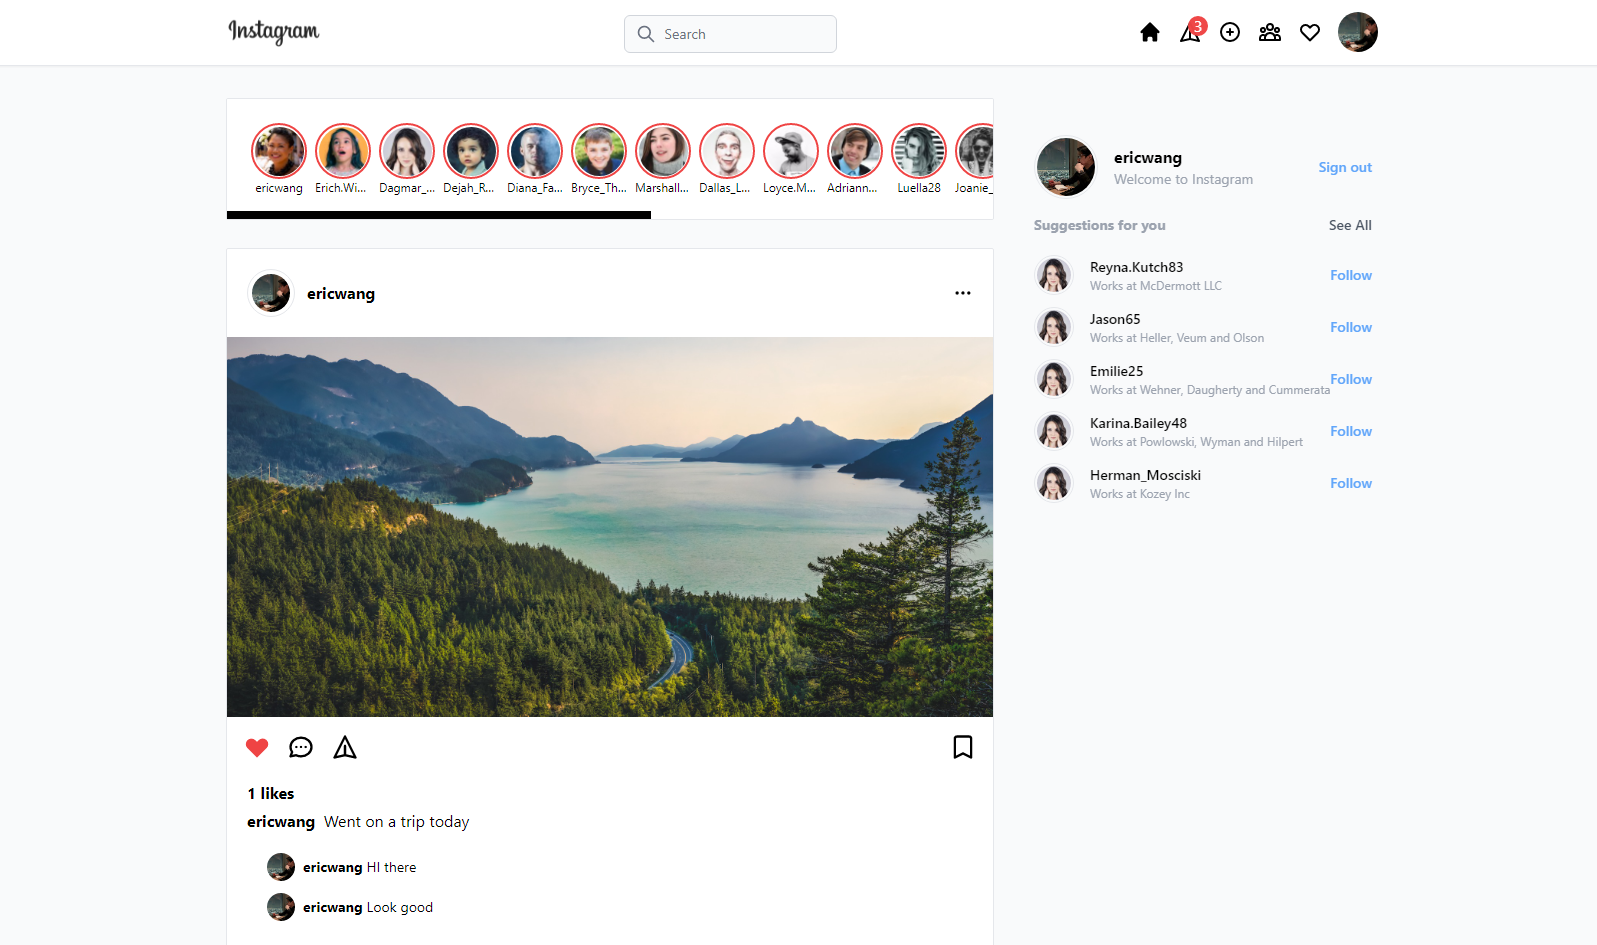 Instagram
Search
3
ericwang
Erich.Wi...
Dagmar_...
Dejah_R...
Diana_Fa...
Bryce_Th...
Marshall...
Dallas_L...
Loyce.M...
Adriann...
Luella28
Joanie_
ericwang
Welcome to Instagram
Sign out
Suggestions for you
See All
Reyna.Kutch83
Works at McDermott LLC
Follow
Jason65
Works at Heller, Veum and Olson
Follow
Emilie25
Works at Wehner, Daugherty and Cummerata
Follow
Karina.Bailey48
Works at Powlowski, Wyman and Hilpert
Follow
Herman_Mosciski
Works at Kozey Inc
Follow
ericwang
1 likes
ericwang Went on a trip today
ericwang HI there
ericwang Look good